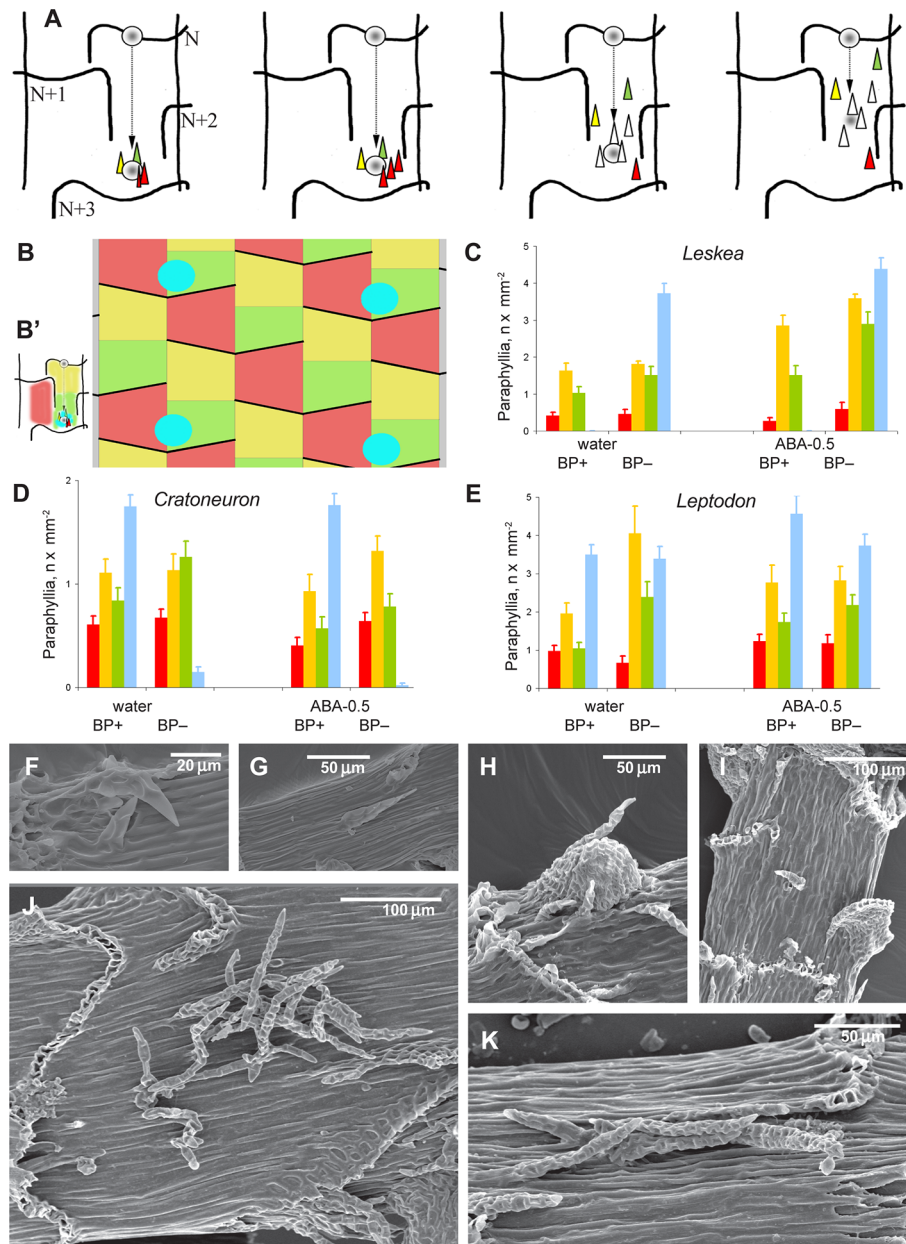 A
N
N+1
N+2
N+3
B
B'
C
Leskea
Paraphyllia, n x mm-2
5
4
3
2
1
0
water
ABA-0.5
BP+
BP–
BP+
BP–
D
Cratoneuron
Paraphyllia, n x mm-2
2
1
0
water
ABA-0.5
BP+
BP–
BP+
BP–
E
Leptodon
Paraphyllia, n x mm-2
5
4
3
2
1
0
water
ABA-0.5
BP+
BP–
BP+
BP–
F
20 µm
G
50 µm
H
50 µm
I
100 µm
J
100 µm
K
50 µm